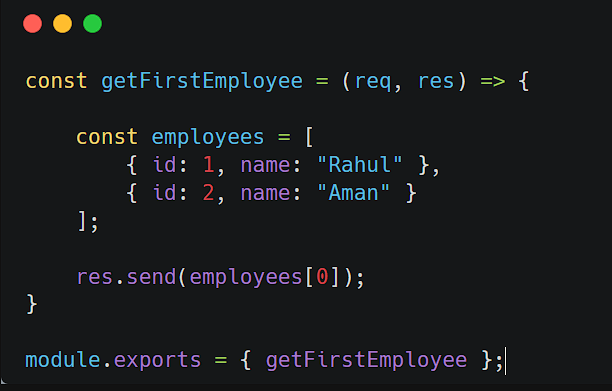 const getFirstEmployee = (req, res) => {
    const employees = [
        { id: 1, name: "Rahul" },
        { id: 2, name: "Aman" }
    ];
    res.send(employees[0]);
}
module.exports = { getFirstEmployee };